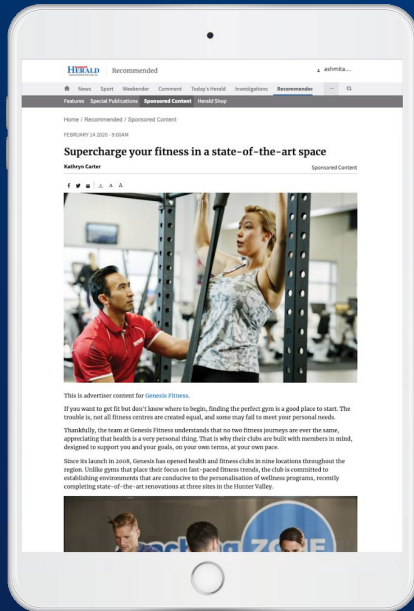 HERALD
Recommended
ashmita....
News Sport Weekender Comment Today's Herald Investigations Recommended ...
Features Special Publications Sponsored Content Herald Shop
Home / Recommended / Sponsored Content
FEBRUARY 24 2020 - 9:00AM
Supercharge your fitness in a state-of-the-art space
Kathryn Carter
Sponsored Content
A A A
This is advertiser content for Genesis Fitness.
If you want to get fit but don't know where to begin, finding the perfect gym is a good place to start. The
trouble is, not all fitness centres are created equal, and some may fail to meet your personal needs.
Thankfully, the team at Genesis Fitness understands that no two fitness journeys are ever the same,
appreciating that health is a very personal thing. That is why their clubs are built with members in mind,
designed to support you and your goals, on your own terms, at your own pace.
Since its launch in 2008, Genesis has opened health and fitness clubs in nine locations throughout the
region. Unlike gyms that place their focus on fast-paced fitness trends, the club is committed to
establishing environments that are conducive to the personalisation of wellness programs, recently
completing state-of-the-art renovations at three sites in the Hunter Valley.
ZONE